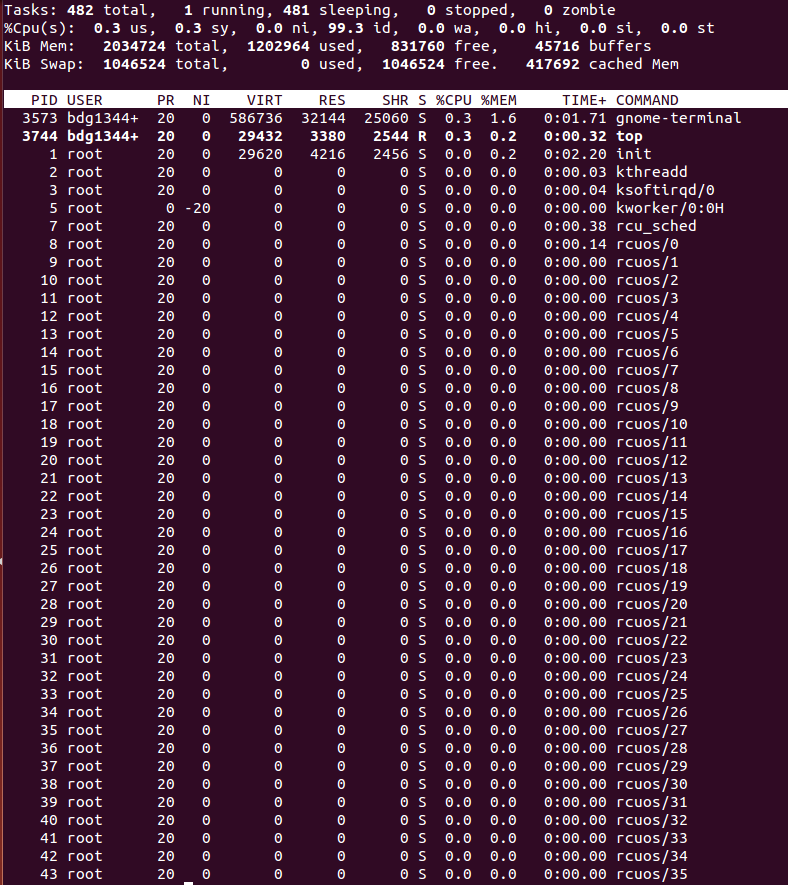 Tasks: 482 total,   1 running, 481 sleeping,   0 stopped,   0 zombie
%Cpu(s):  0.3 us,  0.3 sy,  0.0 ni, 99.3 id,  0.0 wa,  0.0 hi,  0.0 si,  0.0 st
KiB Mem:   2034724 total,  1202964 used,   831760 free,    45716 buffers
KiB Swap:  1046524 total,        0 used,  1046524 free.   417692 cached Mem
PID USER      PR  NI    VIRT    RES    SHR S %CPU %MEM     TIME+ COMMAND
3573 bdg1344+  20   0  586736  32144  25060 S  0.3  1.6   0:01.71 gnome-terminal
3744 bdg1344+  20   0   29432   3380   2544 R  0.3  0.2   0:00.32 top
1 root      20   0   29620   4216   2456 S  0.0  0.2   0:02.20 init
2 root      20   0       0      0      0 S  0.0  0.0   0:00.03 kthreadd
3 root      20   0       0      0      0 S  0.0  0.0   0:00.04 ksoftirqd/0
5 root       0 -20       0      0      0 S  0.0  0.0   0:00.00 kworker/0:0H
7 root      20   0       0      0      0 S  0.0  0.0   0:00.38 rcu_sched
8 root      20   0       0      0      0 S  0.0  0.0   0:00.14 rcuos/0
9 root      20   0       0      0      0 S  0.0  0.0   0:00.00 rcuos/1
10 root      20   0       0      0      0 S  0.0  0.0   0:00.00 rcuos/2
11 root      20   0       0      0      0 S  0.0  0.0   0:00.00 rcuos/3
12 root      20   0       0      0      0 S  0.0  0.0   0:00.00 rcuos/4
13 root      20   0       0      0      0 S  0.0  0.0   0:00.00 rcuos/5
14 root      20   0       0      0      0 S  0.0  0.0   0:00.00 rcuos/6
15 root      20   0       0      0      0 S  0.0  0.0   0:00.00 rcuos/7
16 root      20   0       0      0      0 S  0.0  0.0   0:00.00 rcuos/8
17 root      20   0       0      0      0 S  0.0  0.0   0:00.00 rcuos/9
18 root      20   0       0      0      0 S  0.0  0.0   0:00.00 rcuos/10
19 root      20   0       0      0      0 S  0.0  0.0   0:00.00 rcuos/11
20 root      20   0       0      0      0 S  0.0  0.0   0:00.00 rcuos/12
21 root      20   0       0      0      0 S  0.0  0.0   0:00.00 rcuos/13
22 root      20   0       0      0      0 S  0.0  0.0   0:00.00 rcuos/14
23 root      20   0       0      0      0 S  0.0  0.0   0:00.00 rcuos/15
24 root      20   0       0      0      0 S  0.0  0.0   0:00.00 rcuos/16
25 root      20   0       0      0      0 S  0.0  0.0   0:00.00 rcuos/17
26 root      20   0       0      0      0 S  0.0  0.0   0:00.00 rcuos/18
27 root      20   0       0      0      0 S  0.0  0.0   0:00.00 rcuos/19
28 root      20   0       0      0      0 S  0.0  0.0   0:00.00 rcuos/20
29 root      20   0       0      0      0 S  0.0  0.0   0:00.00 rcuos/21
30 root      20   0       0      0      0 S  0.0  0.0   0:00.00 rcuos/22
31 root      20   0       0      0      0 S  0.0  0.0   0:00.00 rcuos/23
32 root      20   0       0      0      0 S  0.0  0.0   0:00.00 rcuos/24
33 root      20   0       0      0      0 S  0.0  0.0   0:00.00 rcuos/25
34 root      20   0       0      0      0 S  0.0  0.0   0:00.00 rcuos/26
35 root      20   0       0      0      0 S  0.0  0.0   0:00.00 rcuos/27
36 root      20   0       0      0      0 S  0.0  0.0   0:00.00 rcuos/28
37 root      20   0       0      0      0 S  0.0  0.0   0:00.00 rcuos/29
38 root      20   0       0      0      0 S  0.0  0.0   0:00.00 rcuos/30
39 root      20   0       0      0      0 S  0.0  0.0   0:00.00 rcuos/31
40 root      20   0       0      0      0 S  0.0  0.0   0:00.00 rcuos/32
41 root      20   0       0      0      0 S  0.0  0.0   0:00.00 rcuos/33
42 root      20   0       0      0      0 S  0.0  0.0   0:00.00 rcuos/34
43 root      20   0       0      0      0 S  0.0  0.0   0:00.00 rcuos/35